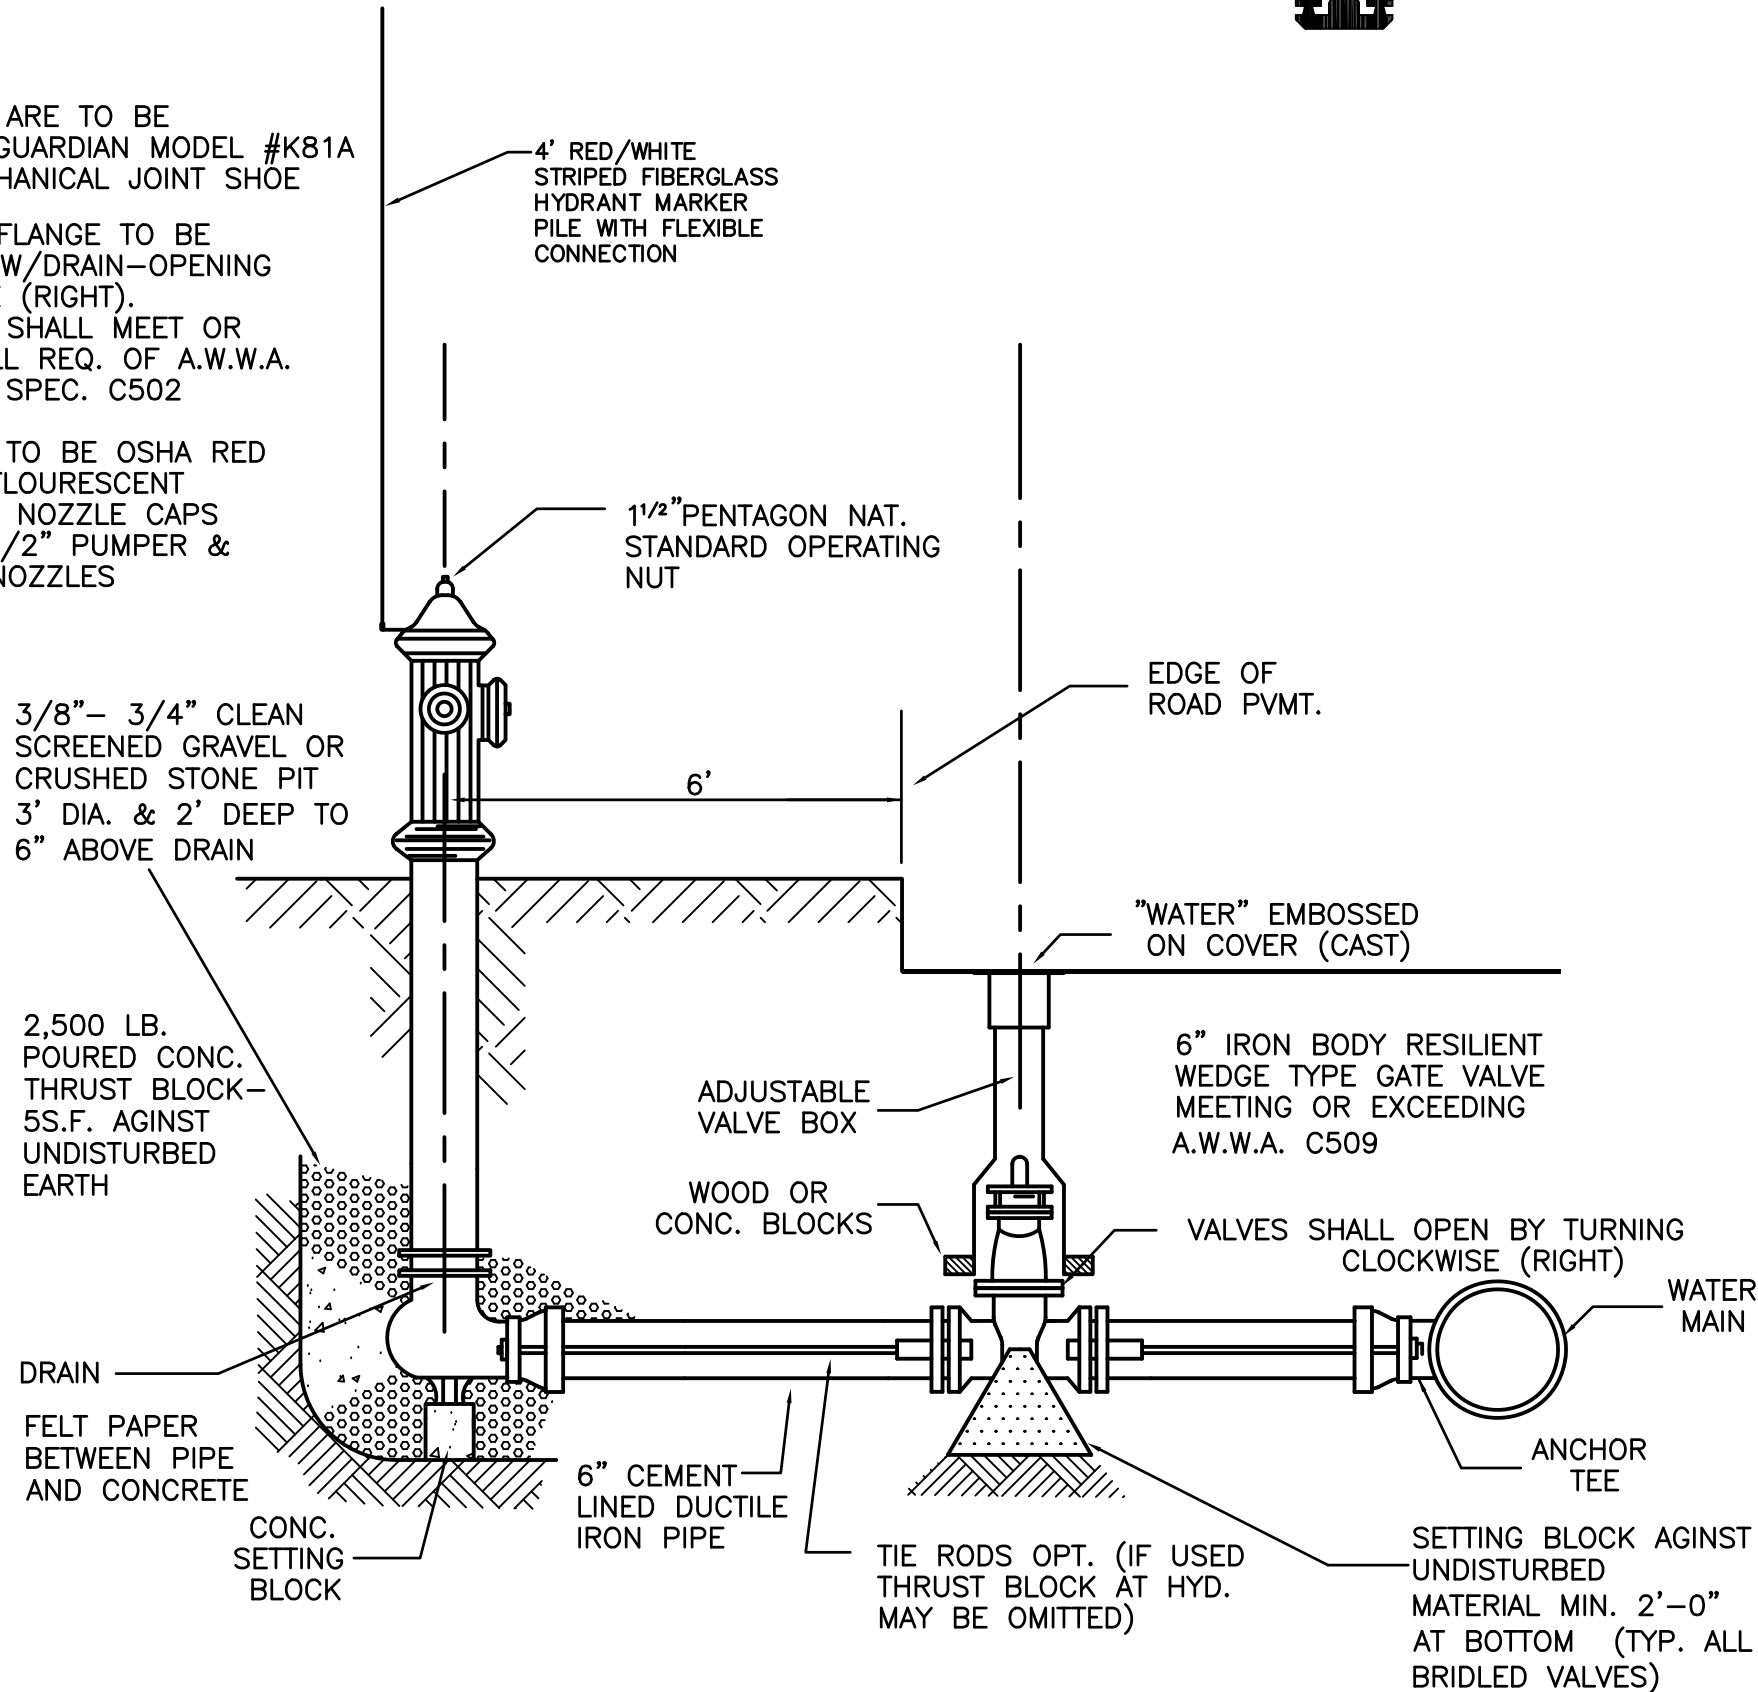 ARE TO BE
GUARDIAN MODEL #K81A
HANICAL JOINT SHOE
FLANGE TO BE
W/DRAIN-OPENING
(RIGHT).
SHALL MEET OR
LL REQ. OF A.W.W.A.
SPEC. C502
TO BE OSHA RED
FLOURESCENT
NOZZLE CAPS
/2" PUMPER &
NOZZLES
4' RED/WHITE
STRIPED FIBERGLASS
HYDRANT MARKER
PILE WITH FLEXIBLE
CONNECTION
1 1/2" PENTAGON NAT.
STANDARD OPERATING
NUT
EDGE OF
ROAD PVMT.
3/8"- 3/4" CLEAN
SCREENED GRAVEL OR
CRUSHED STONE PIT
3' DIA. & 2' DEEP TO
6" ABOVE DRAIN
6'
"WATER" EMBOSSED
ON COVER (CAST)
2,500 LB.
POURED CONC.
THRUST BLOCK-
5S.F. AGINST
UNDISTURBED
EARTH
ADJUSTABLE
VALVE BOX
6" IRON BODY RESILIENT
WEDGE TYPE GATE VALVE
MEETING OR EXCEEDING
A.W.W.A. C509
WOOD OR
CONC. BLOCKS
VALVES SHALL OPEN BY TURNING
CLOCKWISE (RIGHT)
WATER
MAIN
DRAIN
FELT PAPER
BETWEEN PIPE
AND CONCRETE
CONC.
SETTING
BLOCK
6" CEMENT
LINED DUCTILE
IRON PIPE
TIE RODS OPT. (IF USED
THRUST BLOCK AT HYD.
MAY BE OMITTED)
ANCHOR
TEE
SETTING BLOCK AGINST
UNDISTURBED
MATERIAL MIN. 2'-0"
AT BOTTOM (TYP. ALL
BRIDLED VALVES)